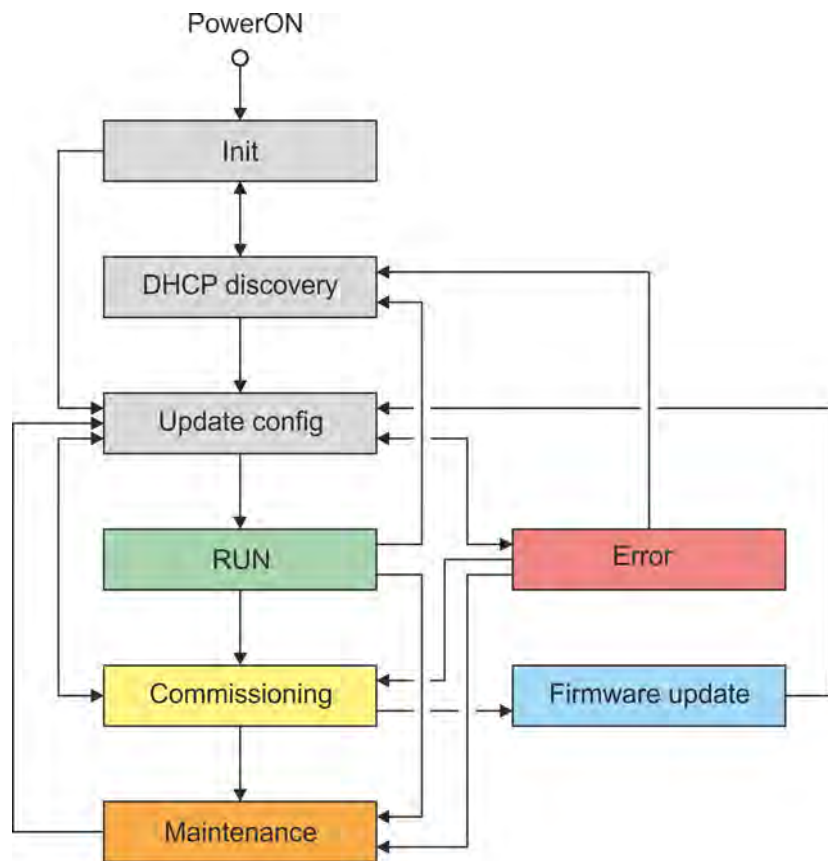 PowerON
Init
DHCP discovery
Update config
RUN
Error
Commissioning
Firmware update
Maintenance